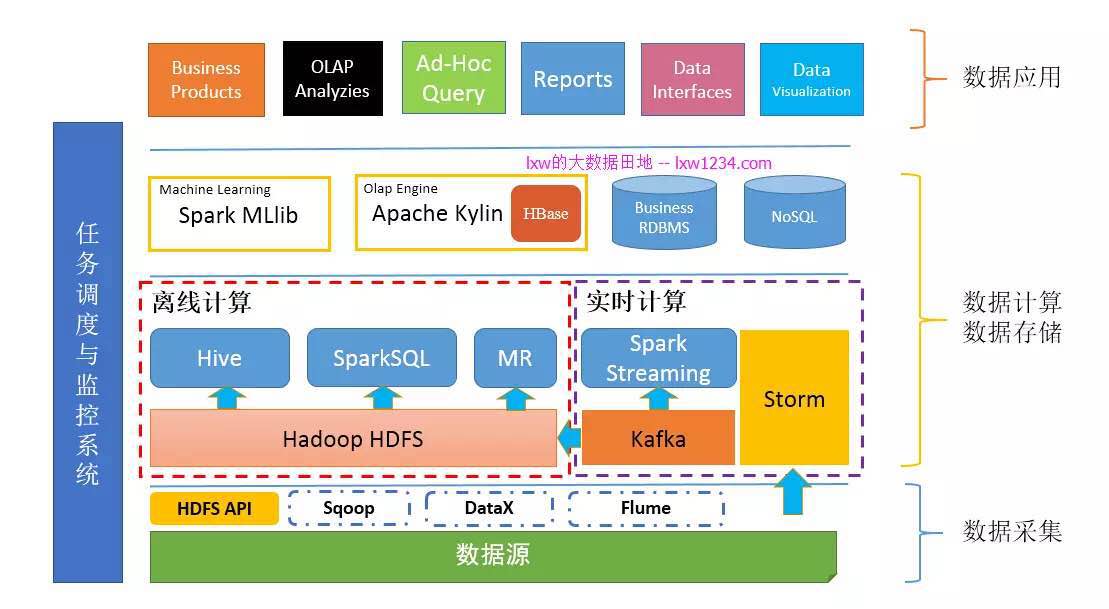 Business
Products
OLAP
Analyzies
Ad-Hoc
Query
Reports
Data
Interfaces
Data
Visualization
数据应用
lxw的大数据田地 -- lxw1234.com
任务调度与监控系统
Machine Learning
Spark MLlib
Olap Engine
Apache Kylin
HBase
Business
RDBMS
NoSQL
数据计算
数据存储
离线计算
实时计算
Hive
SparkSQL
MR
Spark
Streaming
Storm
Hadoop HDFS
Kafka
HDFS API
Sqoop
DataX
Flume
数据采集
数据源